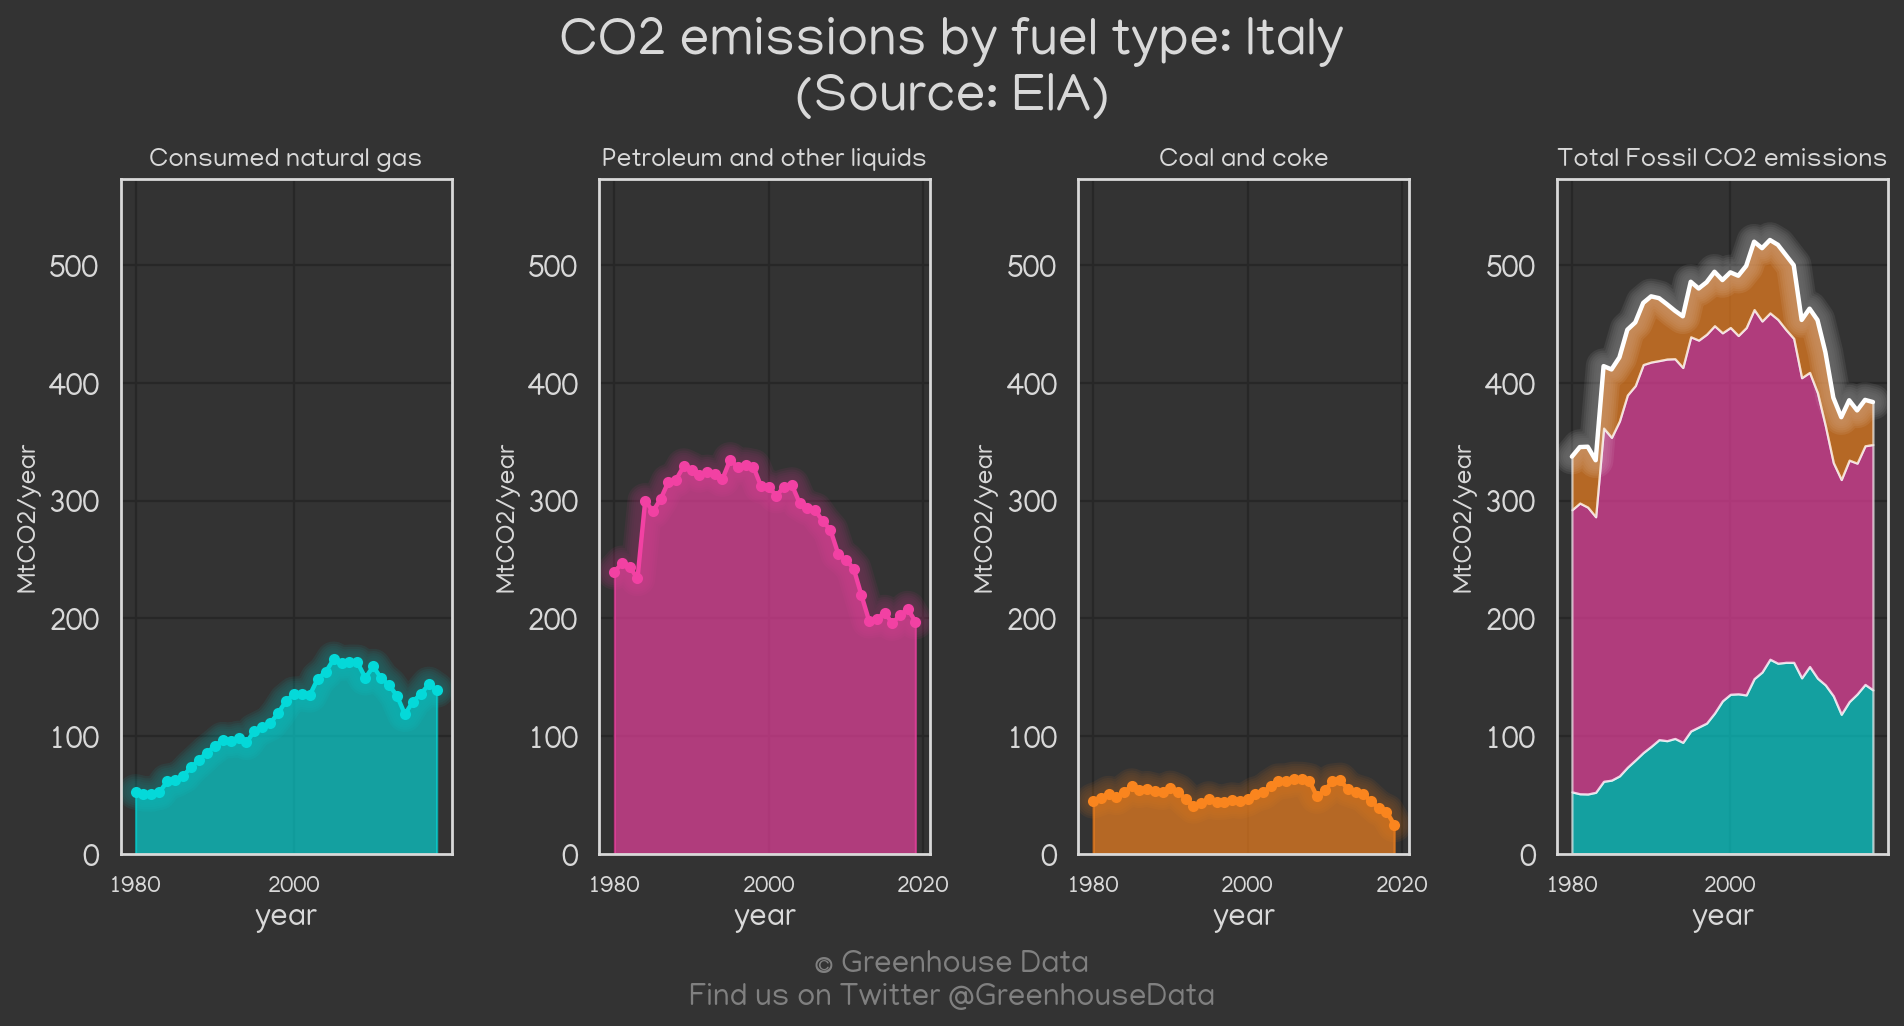 CO2 emissions by fuel type: Italy
(Source: EIA)
Consumed natural gas
Petroleum and other liquids
Coal and coke
Total Fossil CO2 emissions
MtCO2/year
500
400
300
200
100
0
1980
2000
year
MtCO2/year
500
400
300
200
100
0
1980
2000
2020
year
MtCO2/year
500
400
300
200
100
0
1980
2000
2020
year
MtCO2/year
500
400
300
200
100
0
1980
2000
year
© Greenhouse Data
Find us on Twitter @GreenhouseData